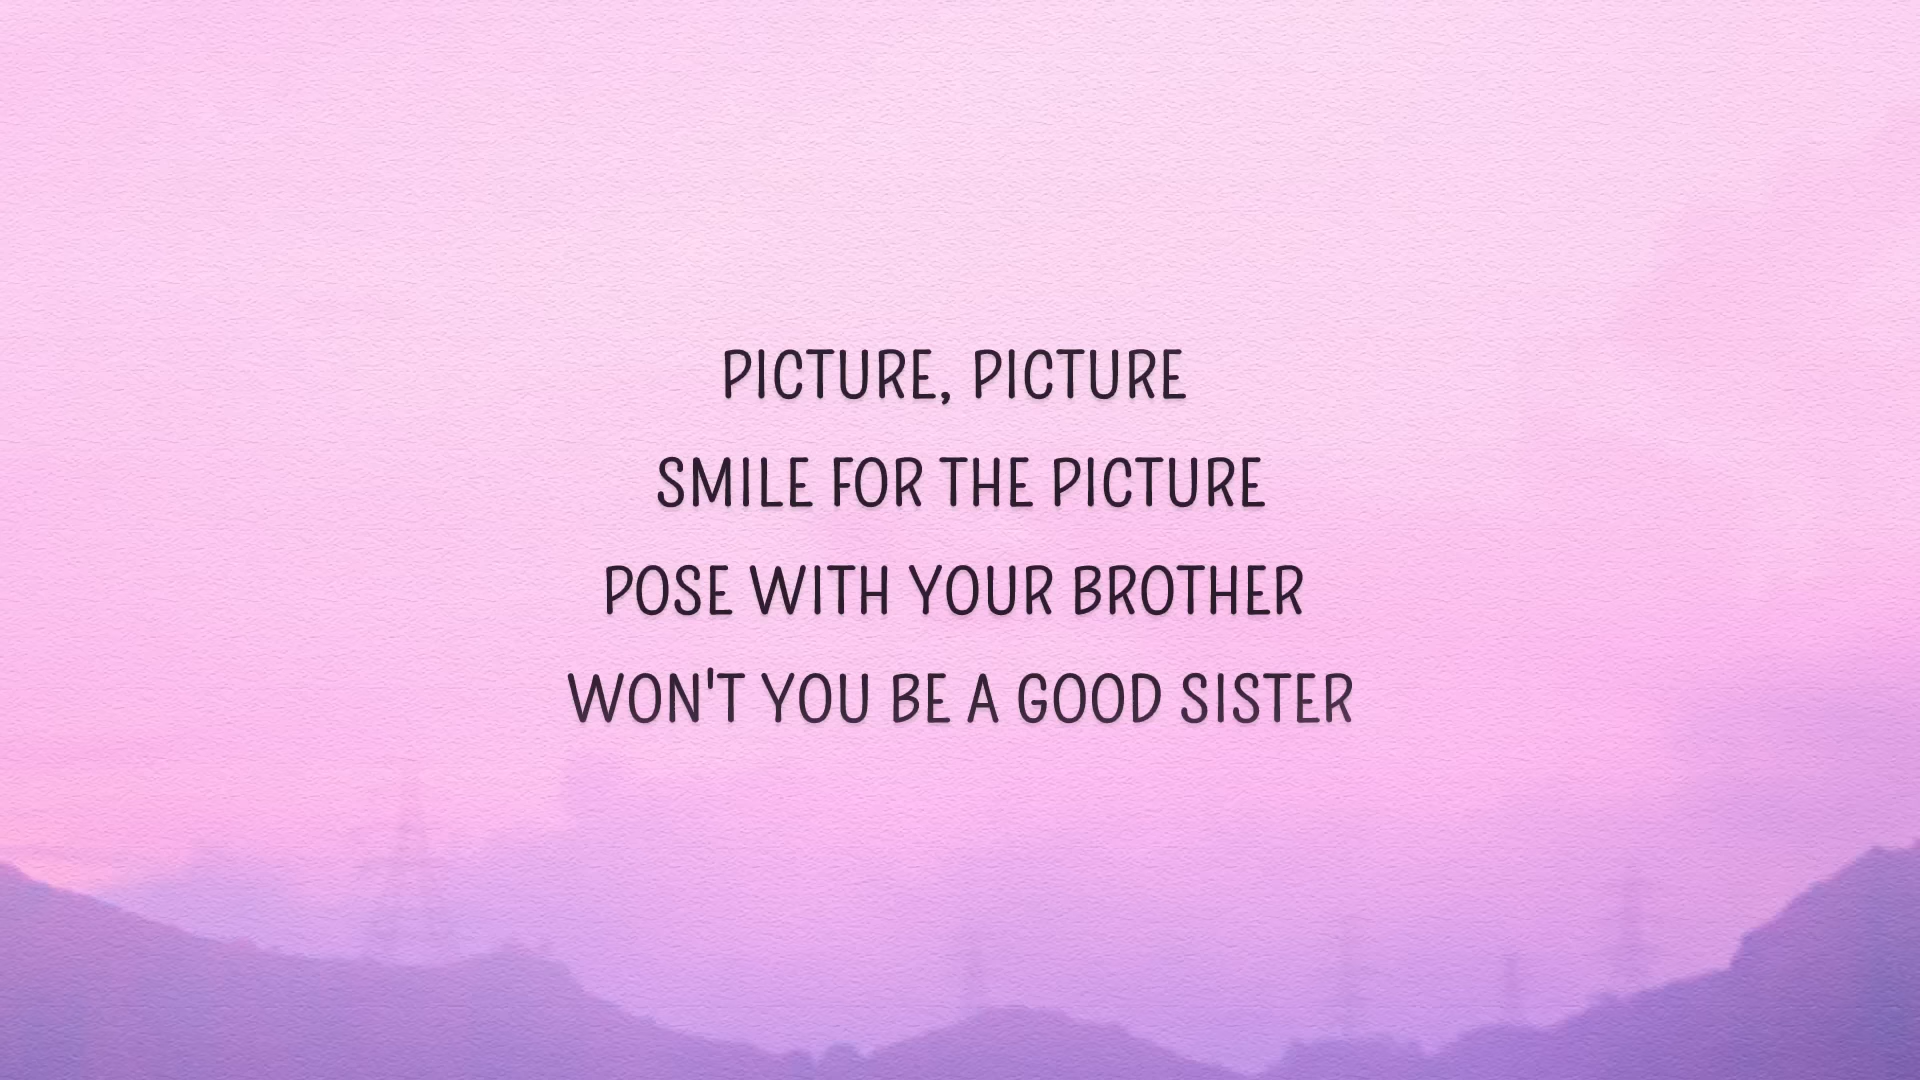 PICTURE, PICTURE
SMILE FOR THE PICTURE
POSE WITH YOUR BROTHER
WON'T YOU BE A GOOD SISTER